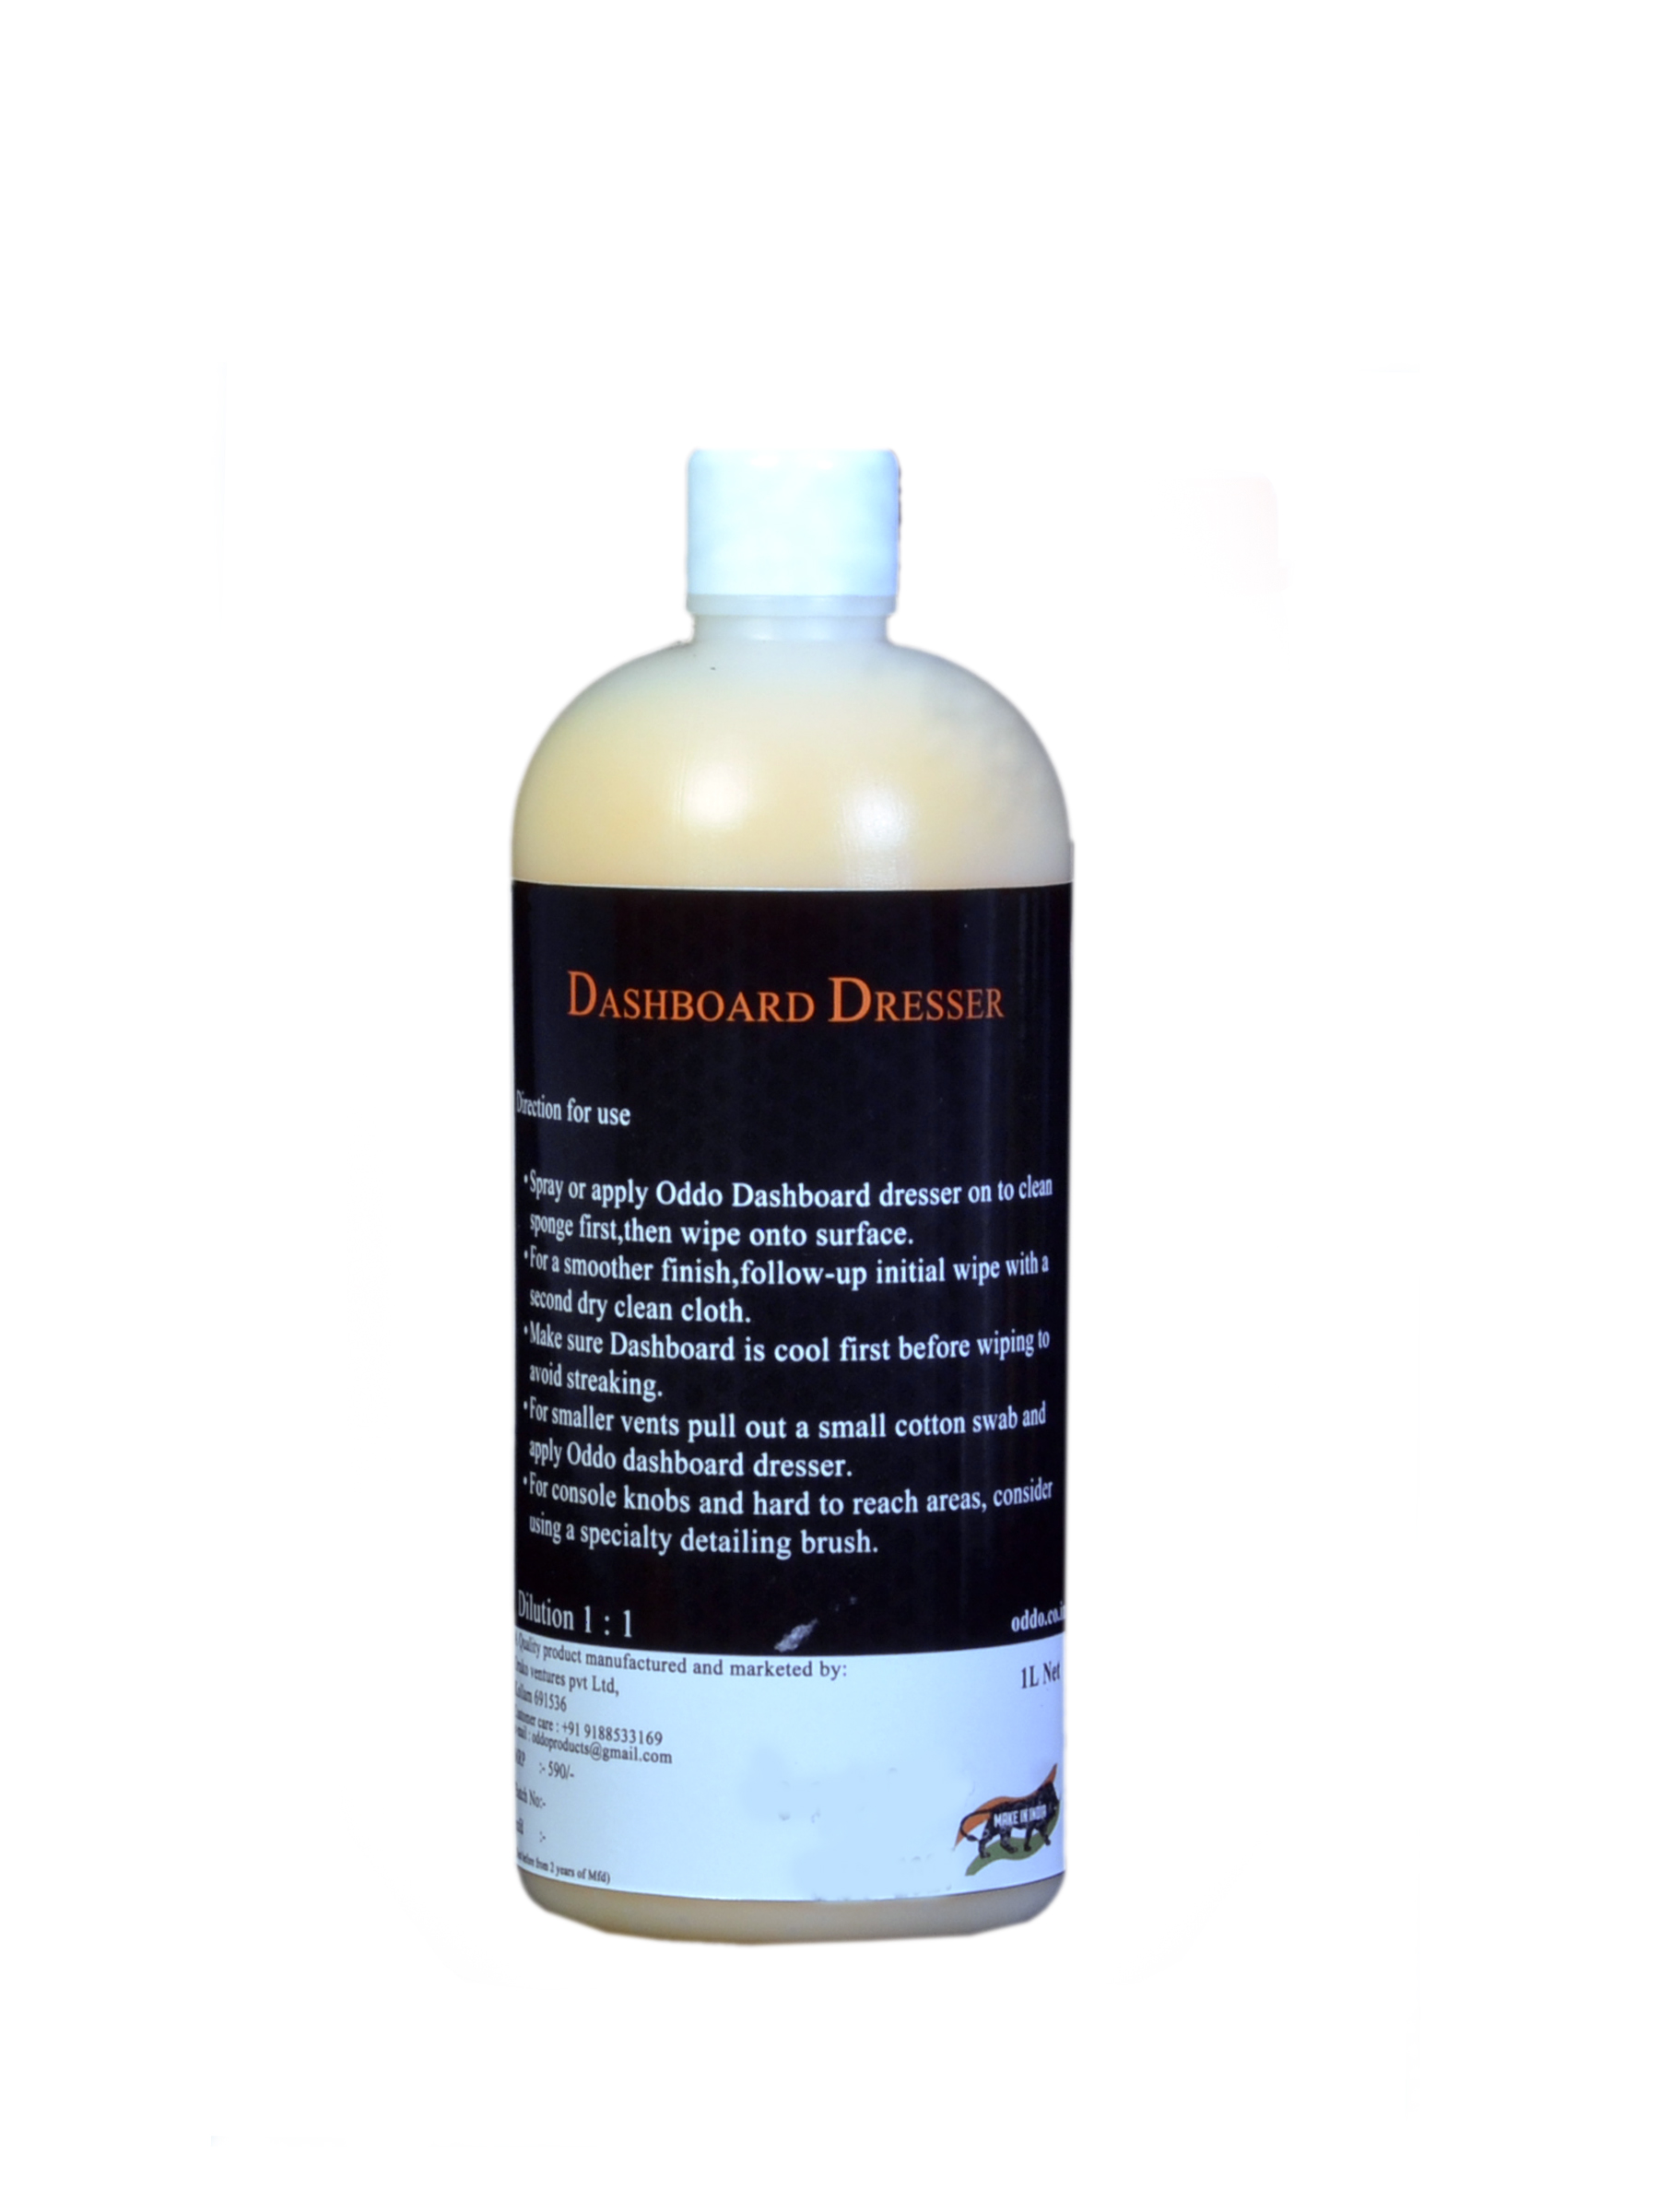 DASHBOARD DRESSER
Direction for use
•Spray or apply Oddo Dashboard dresser on to clean
sponge first,then wipe onto surface.
•For a smoother finish,follow-up initial wipe with a
second dry clean cloth.
•Make sure Dashboard is cool first before wiping to
avoid streaking.
•For smaller vents pull out a small cotton swab and
apply Oddo dashboard dresser.
•For console knobs and hard to reach areas, consider
using a specialty detailing brush.
Dilution 1 : 1
oddo.co.in
Quality product manufactured and marketed by:
1L Net
ventures pvt Ltd,
691536
care : +91 9188533169
: oddoproducts@gmail.com
:- 590/-
No:-
:-
from 2 years of Mfd)
MAKE IN INDIA